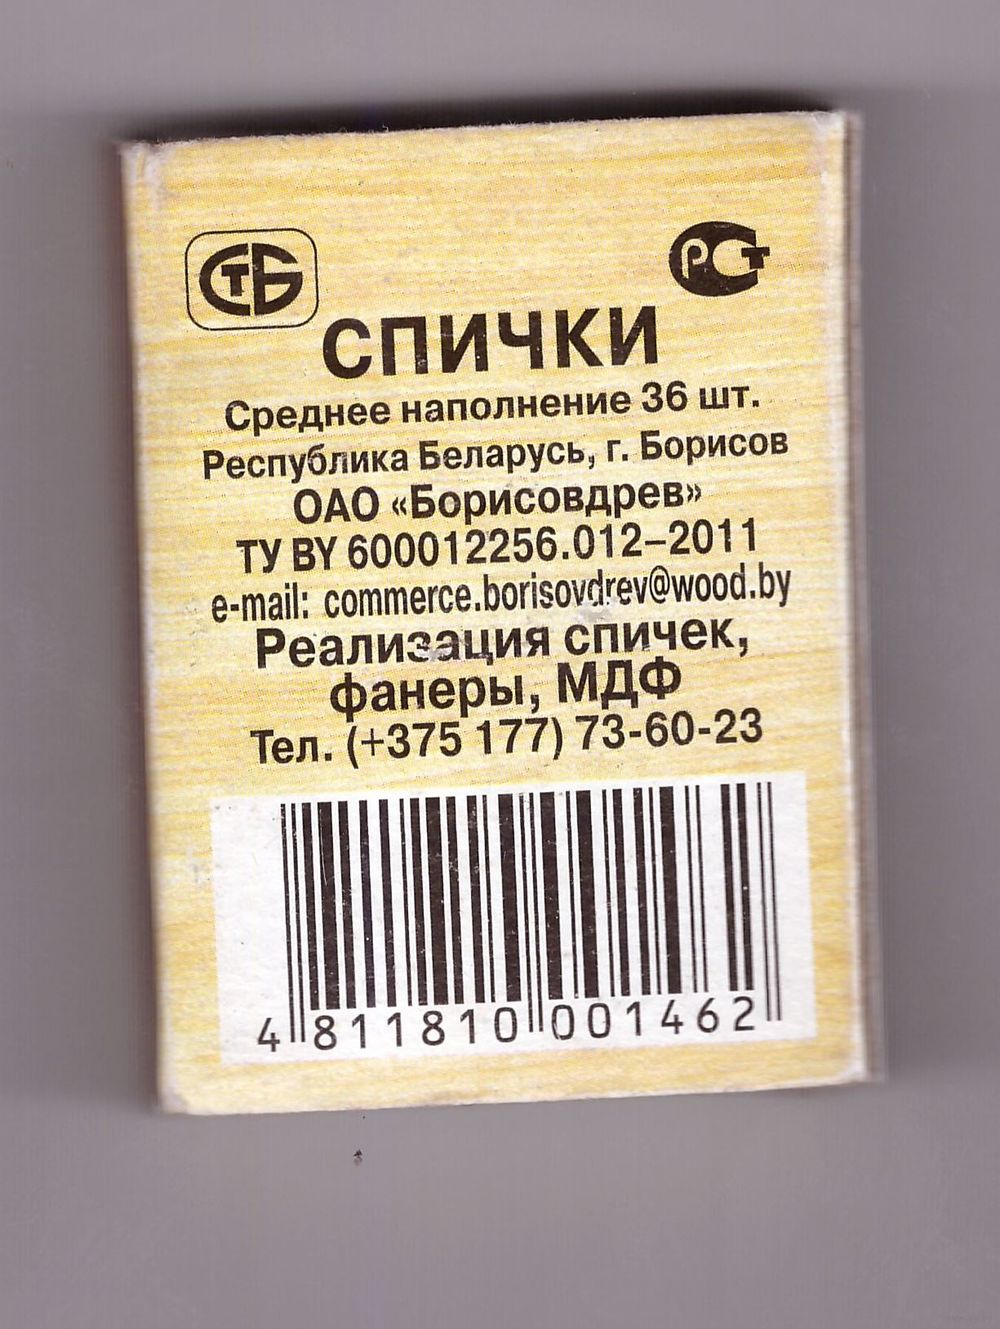 СТБ
РСТ
СПИЧКИ
Среднее наполнение 36 шт.
Республика Беларусь, г. Борисов
ОАО «Борисовдрев»
ТУ BY 600012256.012–2011
e-mail: commerce.borisovdrev@wood.by
Реализация спичек,
фанеры, МДФ
Тел. (+375 177) 73-60-23
4 811810 001462